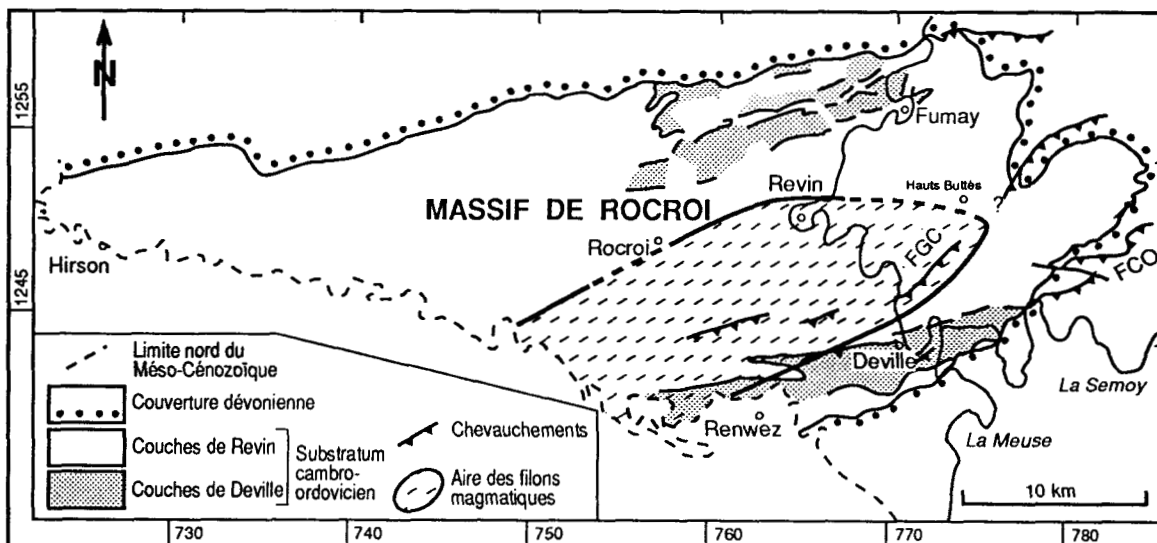 N
1255
1245
Fumay
Revin
Hauts Buttés
?
MASSIF DE ROCROI
Rocroi
FGC
FCO
Hirson
Deville
La Semoy
Renwez
La Meuse
Limite nord du
Méso-Cénozoïque
Couverture dévonienne
Couches de Revin
Couches de Deville
Substratum
cambro-
ordovicien
Chevauchements
Aire des filons
magmatiques
10 km
730
740
750
760
770
780